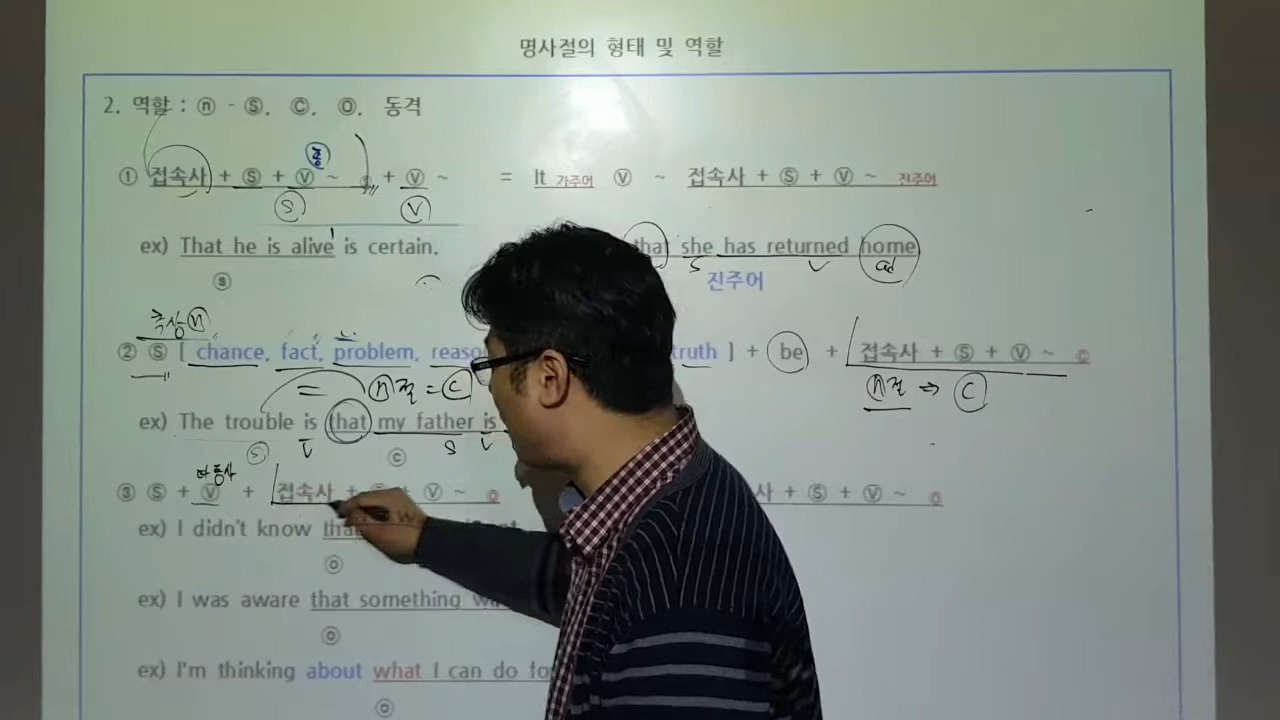 명사절의 형태 및 역할
2. 역할 : ⓝ - Ⓢ. Ⓒ. Ⓞ. 동격
① 접속사 + Ⓢ + Ⓥ ~ + Ⓥ ~ = It 가주어 Ⓥ ~ 접속사 + Ⓢ + Ⓥ ~ 진주어
Ⓢ Ⓥ
ex) That he is alive is certain. that she has returned home
S V ad
ⓢ 진주어
추상ⓝ
② Ⓢ [ chance, fact, problem, truth ] + be + 접속사 + Ⓢ + Ⓥ ~ ⓒ
= ⓝ절 = Ⓒ ⓝ절 ⇒ Ⓒ
ex) The trouble is that my father is
Ⓢ V ⓒ S V
타동사
③ Ⓢ + Ⓥ + 접속사 + Ⓥ ~ ⓞ + Ⓢ + Ⓥ ~ ⓞ
ex) I didn't know
ⓞ
ex) I was aware that something
ⓞ
ex) I'm thinking about what I can do
ⓞ